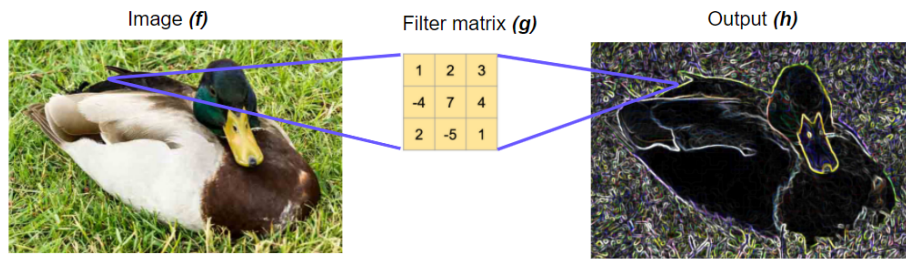 Image (f)
Filter matrix (g)
Output (h)
1 2 3
-4 7 4
2 -5 1